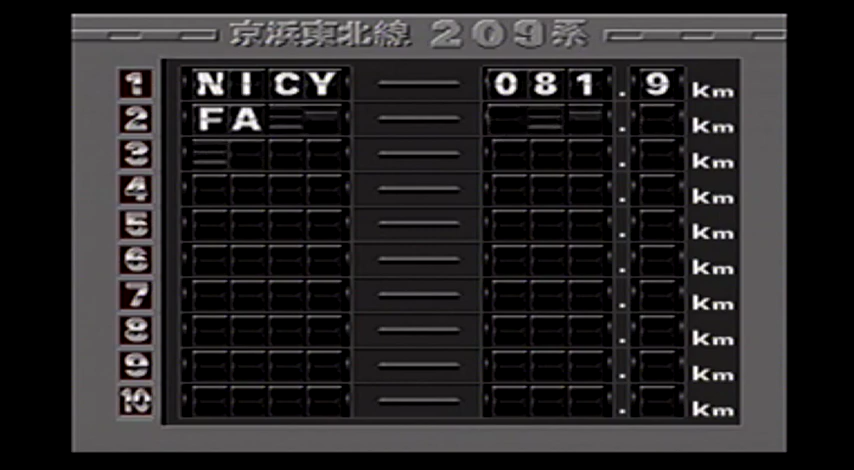 京浜東北線 209系
1 NICY 081.9 km
2 FA . km
3 . km
4 . km
5 . km
6 . km
7 . km
8 . km
9 . km
10 . km